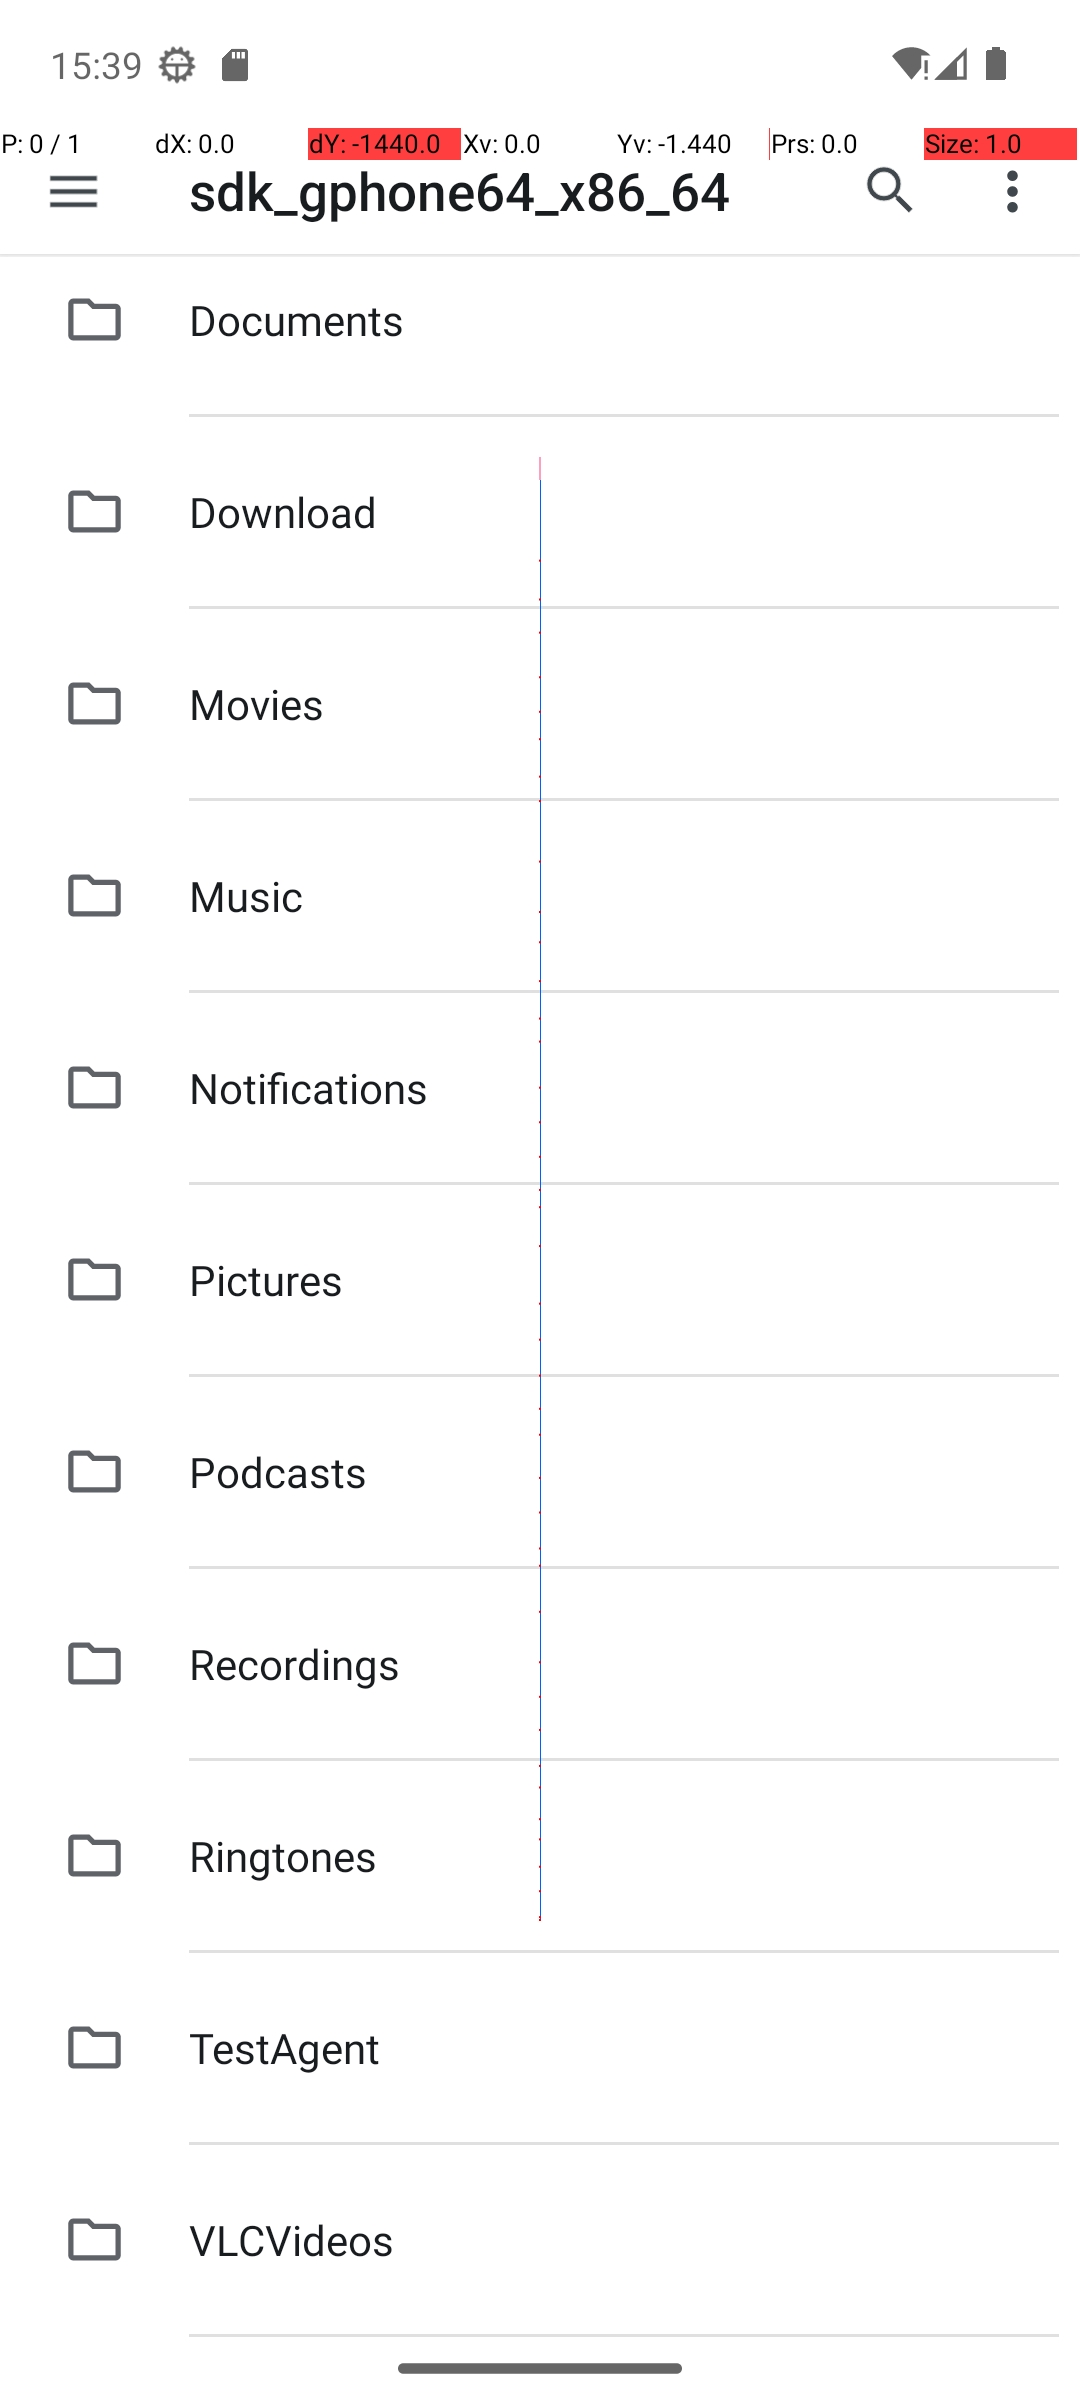 15:39
P: 0 / 1 dX: 0.0 dY: -1440.0 Xv: 0.0 Yv: -1.440 Prs: 0.0 Size: 1.0
sdk_gphone64_x86_64
Documents
Download
Movies
Music
Notifications
Pictures
Podcasts
Recordings
Ringtones
TestAgent
VLCVideos